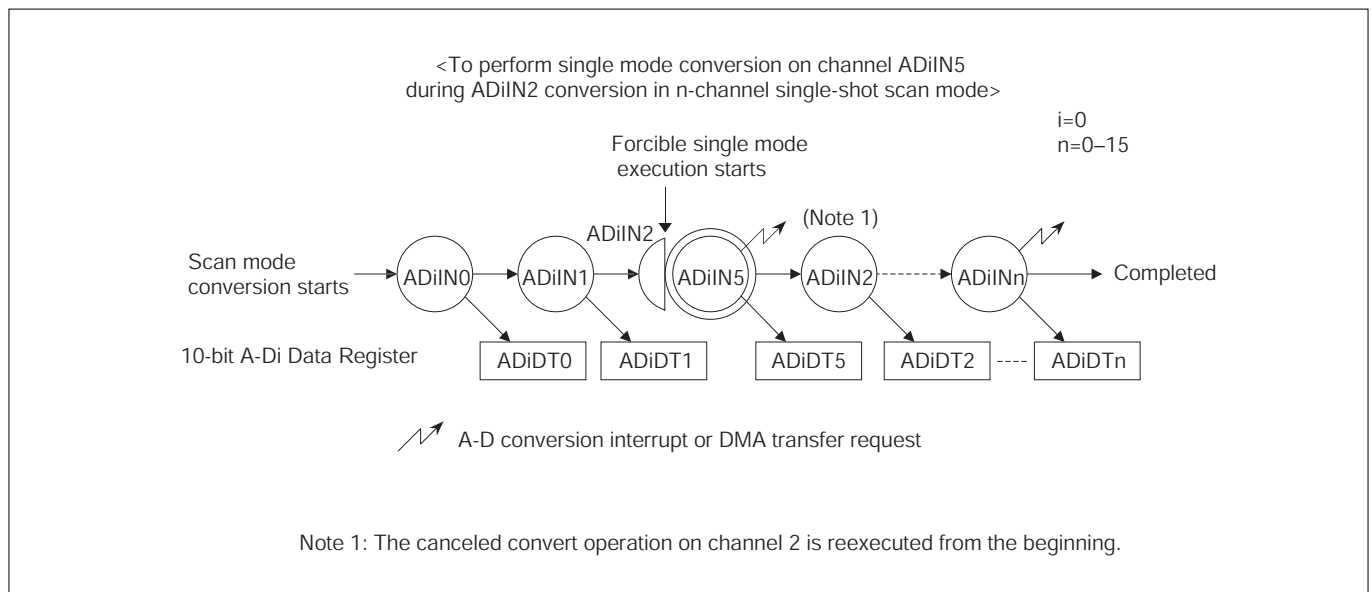 <To perform single mode conversion on channel ADiIN5
during ADiIN2 conversion in n-channel single-shot scan mode>
i=0
n=0–15
Forcible single mode
execution starts
ADiIN2
(Note 1)
Scan mode
conversion starts
ADiIN0
ADiIN1
ADiIN5
ADiIN2
ADiINn
Completed
10-bit A-Di Data Register
ADiDT0
ADiDT1
ADiDT5
ADiDT2
ADiDTn
A-D conversion interrupt or DMA transfer request
Note 1: The canceled convert operation on channel 2 is reexecuted from the beginning.